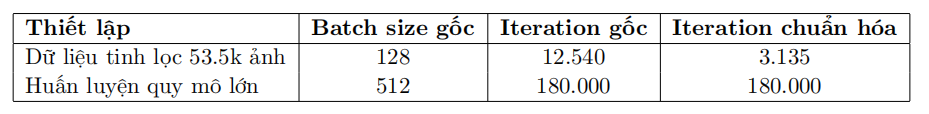 Thiết lập Batch size gốc Iteration gốc Iteration chuẩn hóa
Dữ liệu tinh lọc 53.5k ảnh 128 12.540 3.135
Huấn luyện quy mô lớn 512 180.000 180.000